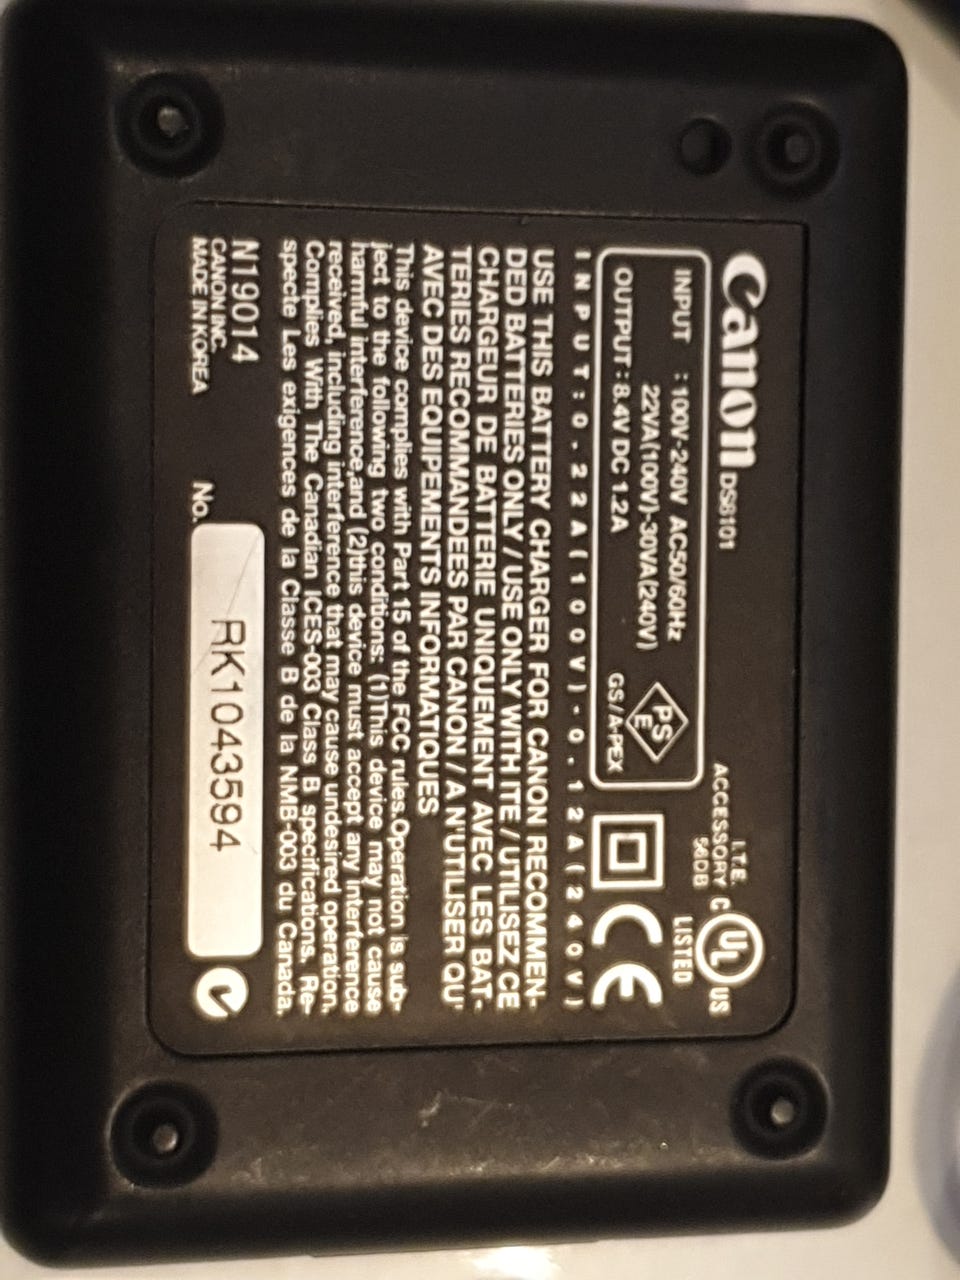 Canon DS8101
I.T.E.
ACCESSORY
56DB
C UL US
LISTED
INPUT : 100V-240V AC50/60Hz
22VA(100V)-30VA(240V)
OUTPUT : 8.4V DC 1.2A
PS
E
GS/A-PEX
CE
INPUT:0.22A(100V)-0.12A(240V)
USE THIS BATTERY CHARGER FOR CANON RECOMMEN-
DED BATTERIES ONLY / USE ONLY WITH ITE / UTILISEZ CE
CHARGEUR DE BATTERIE UNIQUEMENT AVEC LES BAT-
TERIES RECOMMANDEES PAR CANON / A N'UTILISER QU'
AVEC DES EQUIPEMENTS INFORMATIQUES
This device complies with Part 15 of the FCC rules.Operation is sub-
ject to the following two conditions: (1)This device may not cause
harmful interference,and (2)this device must accept any interference
received, including interference that may cause undesired operation.
Complies With The Canadian ICES-003 Class B specifications. Re-
specte Les exigences de la Classe B de la NMB-003 du Canada.
N19014
CANON INC.
MADE IN KOREA
No. RK1043594